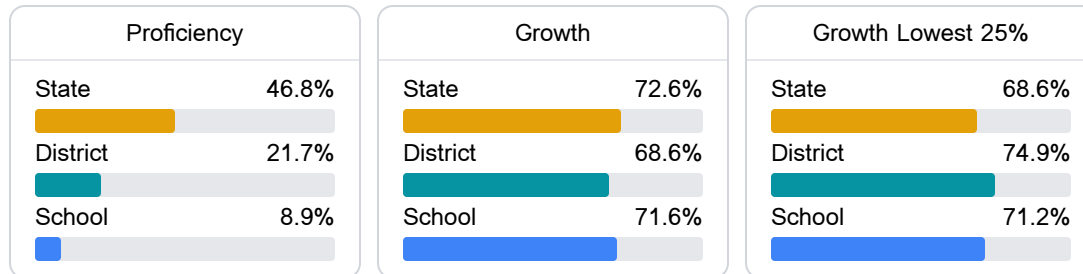 Proficiency
State 46.8%
District 21.7%
School 8.9%
Growth
State 72.6%
District 68.6%
School 71.6%
Growth Lowest 25%
State 68.6%
District 74.9%
School 71.2%